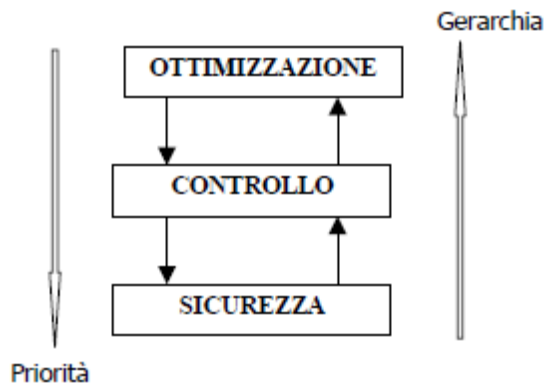 Gerarchia
OTTIMIZZAZIONE
CONTROLLO
SICUREZZA
Priorità